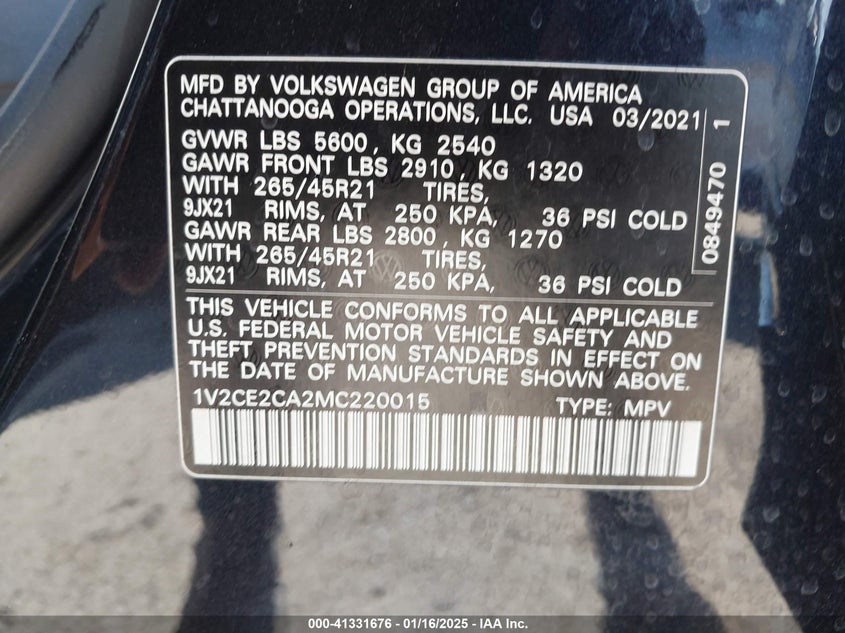 MFD BY VOLKSWAGEN GROUP OF AMERICA
CHATTANOOGA OPERATIONS, LLC. USA 03/2021
GVWR LBS 5600, KG 2540
GAWR FRONT LBS 2910, KG 1320
WITH 265/45R21 TIRES,
9JX21 RIMS, AT 250 KPA, 36 PSI COLD
GAWR REAR LBS 2800, KG 1270
WITH 265/45R21 TIRES,
9JX21 RIMS, AT 250 KPA, 36 PSI COLD
0849470 1
THIS VEHICLE CONFORMS TO ALL APPLICABLE
U.S. FEDERAL MOTOR VEHICLE SAFETY AND
THEFT PREVENTION STANDARDS IN EFFECT ON
THE DATE OF MANUFACTURE SHOWN ABOVE.
1V2CE2CA2MC220015 TYPE: MPV
000-41331676 - 01/16/2025 - IAA Inc.